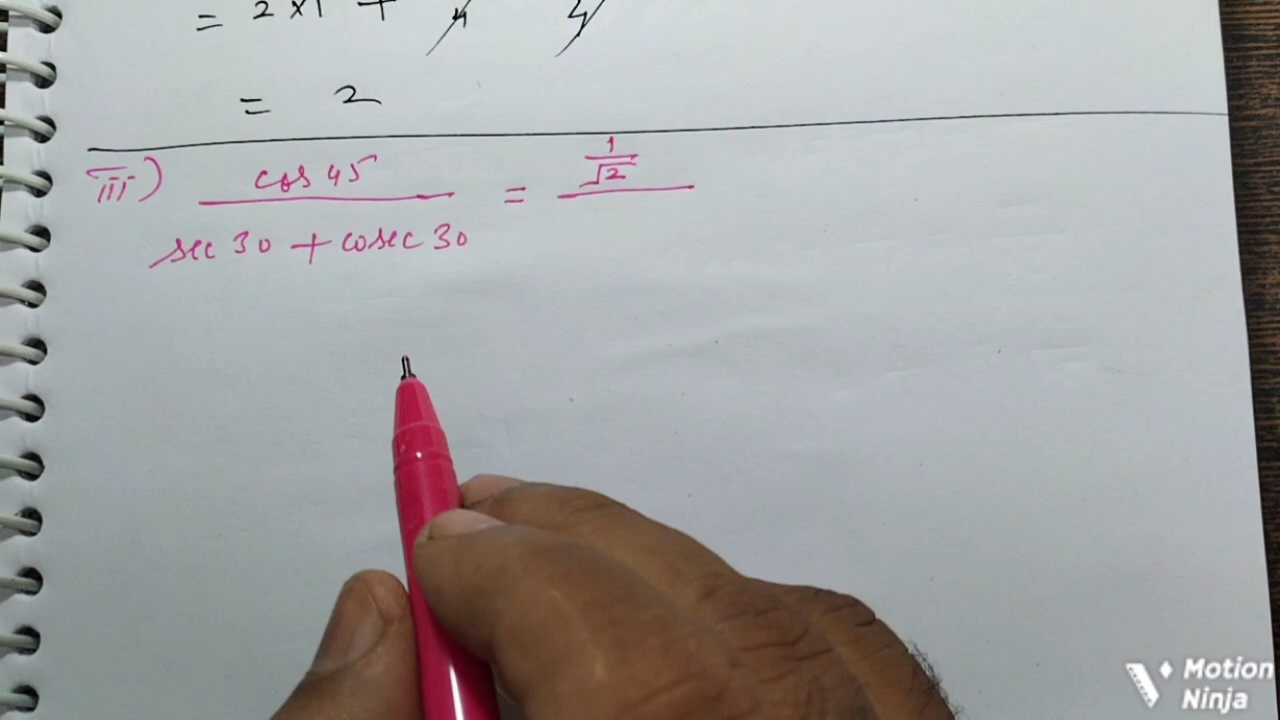 = 2×1 +
= 2
iii) cos 45 / sec 30 + cosec 30 = 1/√2
Motion
Ninja